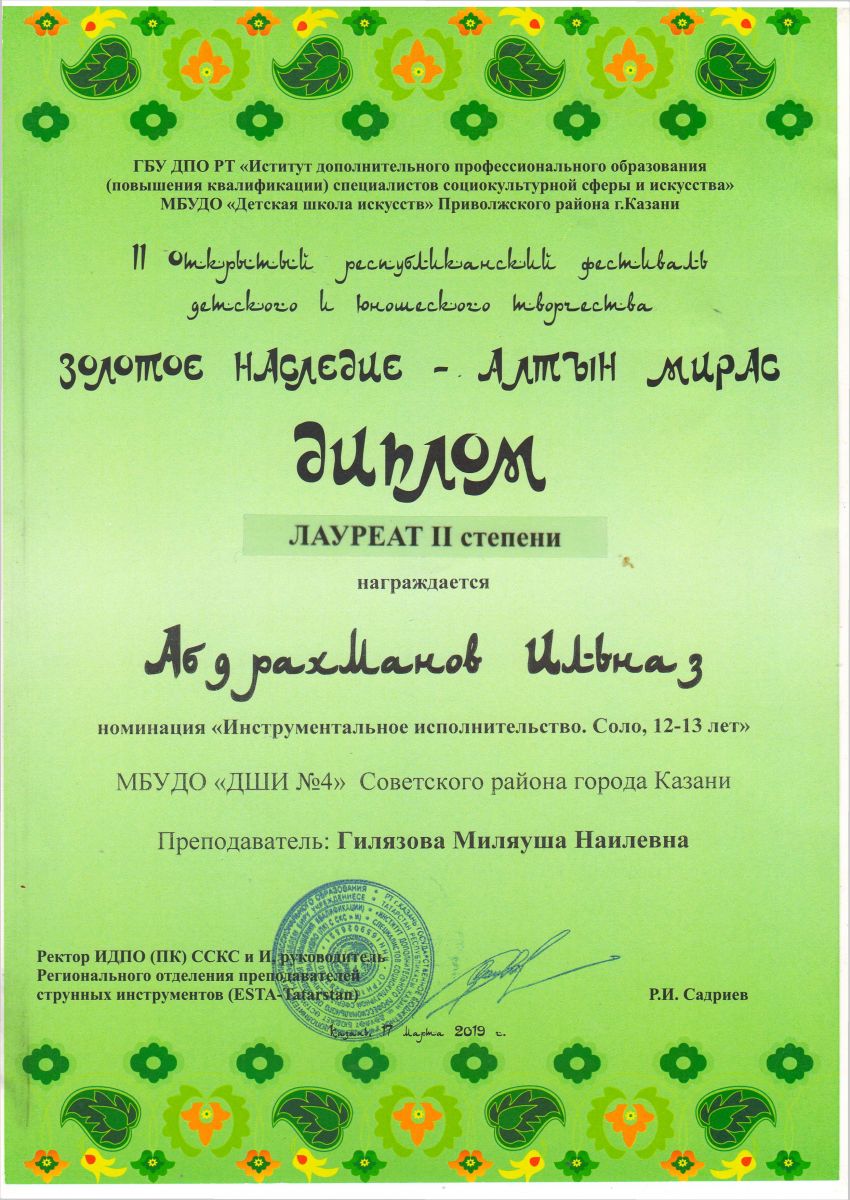 ГБУ ДПО РТ «Иститут дополнительного профессионального образования
(повышения квалификации) специалистов социокультурной сферы и искусства»
МБУДО «Детская школа искусств» Приволжского района г.Казани
II Открытый республиканский фестиваль
детского и юношеского творчества
ЗОЛОТОЕ НАСЛЕДИЕ - АЛТЫН МИРАС
ДИПЛОМ
ЛАУРЕАТ II степени
награждается
Абдрахманов Ильназ
номинация «Инструментальное исполнительство. Соло, 12-13 лет»
МБУДО «ДШИ №4» Советского района города Казани
Преподаватель: Гилязова Миляуша Наилевна
Ректор ИДПО (ПК) ССКС и И, руководитель
Регионального отделения преподавателей
струнных инструментов (ESTA-Tatarstan)
Р.И. Садриев
Казань, 17 марта 2019 г.